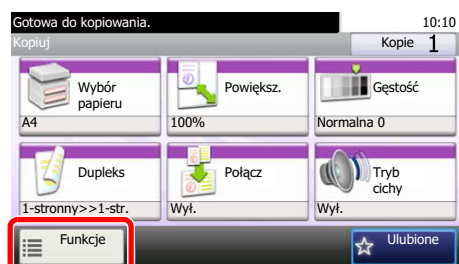 Gotowa do kopiowania. 10:10
Kopiuj Kopie 1
Wybór papieru
A4
Powiększ.
100%
Gęstość
Normalna 0
Dupleks
1-stronny>>1-str.
Połącz
Wył.
Tryb cichy
Wył.
Funkcje Ulubione